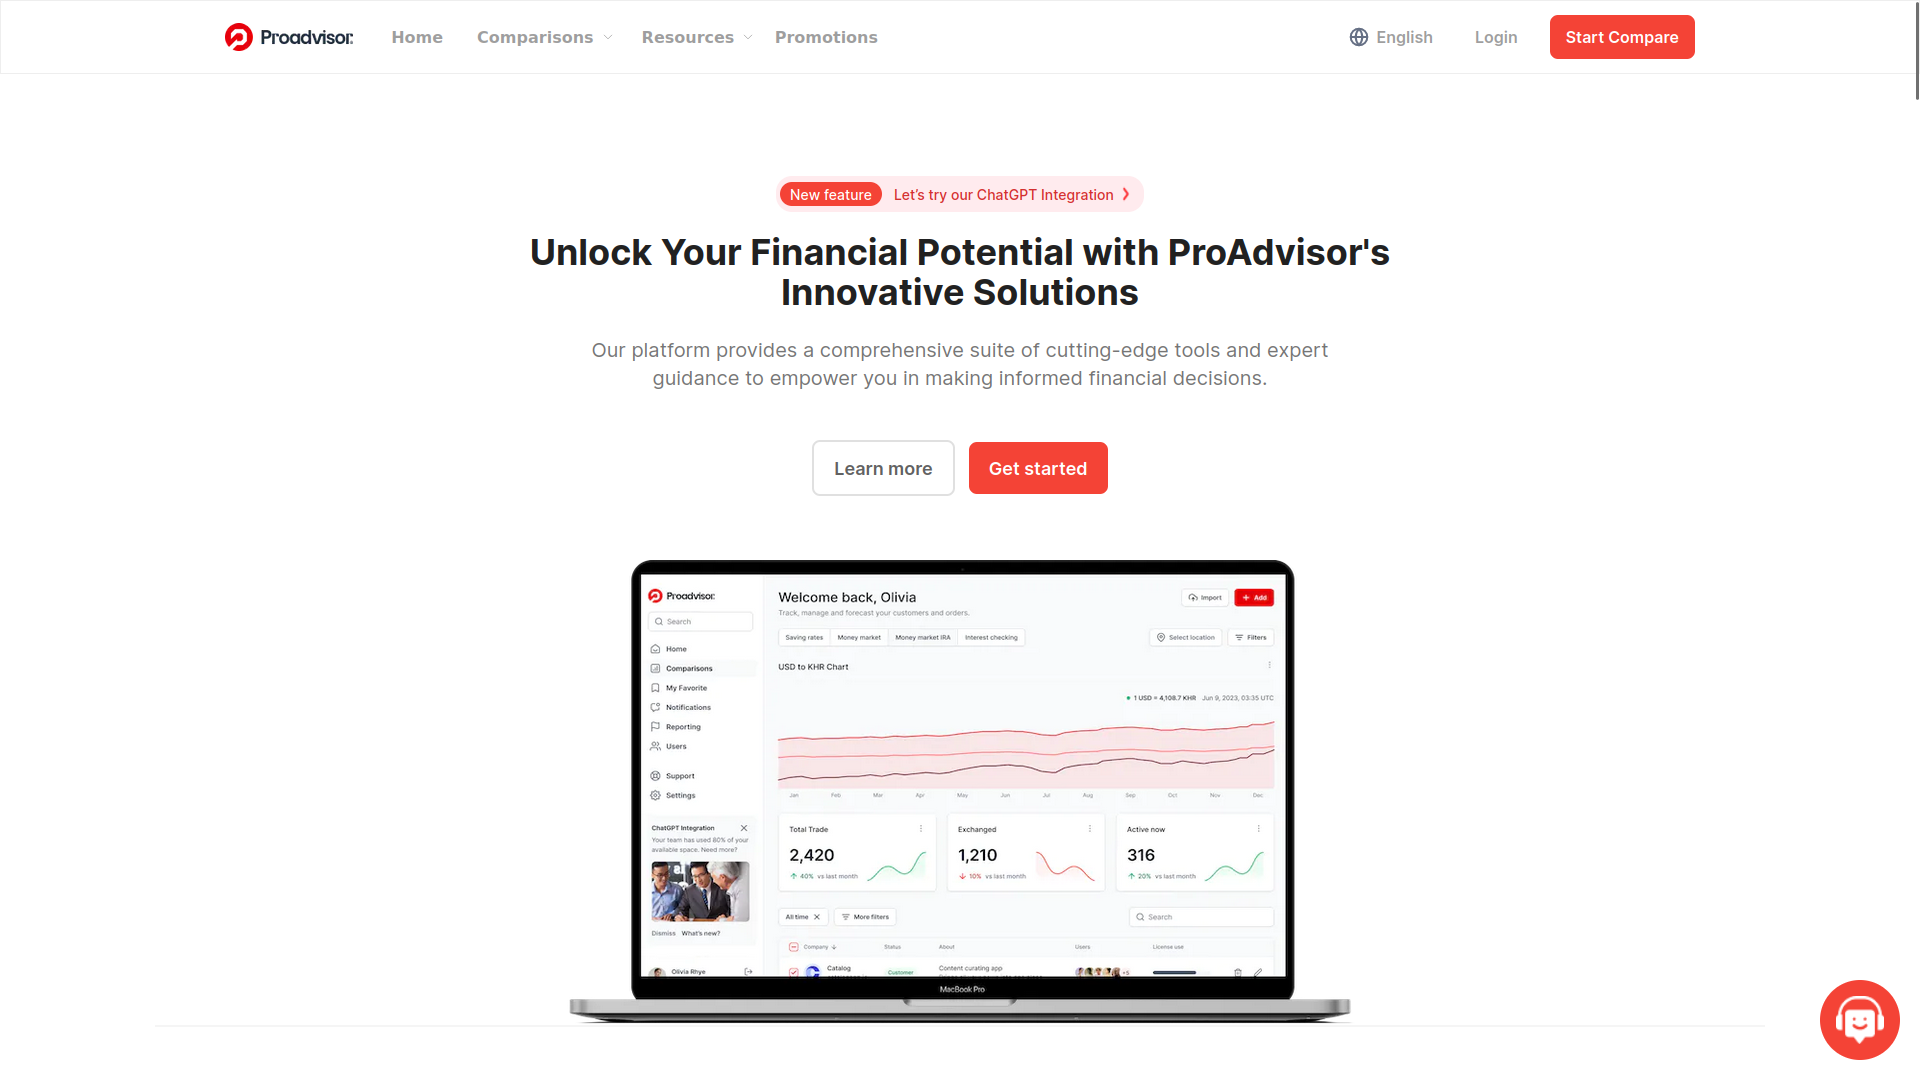 Proadvisor:
Home
Comparisons
Resources
Promotions
English
Login
Start Compare
New feature
Let's try our ChatGPT Integration
Unlock Your Financial Potential with ProAdvisor's
Innovative Solutions
Our platform provides a comprehensive suite of cutting-edge tools and expert
guidance to empower you in making informed financial decisions.
Learn more
Get started
Proadvisor:
Search
Home
Comparisons
My Favorite
Notifications
Reporting
Users
Support
Settings
ChatGPT Integration
Your team has used 80% of your
available space. Need more?
Dismiss What's new?
Olivia Rhye
Welcome back, Olivia
Track, manage and forecast your customers and orders.
Import
Add
Saving rates
Money market
Money market IRA
Interest checking
Select location
Filters
USD to KHR Chart
1 USD = 4,108.7 KHR Jun 9, 2023, 03:35 UTC
Jan Feb Mar Apr May Jun Jul Aug Sep Oct Nov Dec
Total Trade
2,420
40% vs last month
Exchanged
1,210
10% vs last month
Active now
316
20% vs last month
All time
More filters
Search
Company
Status
About
Users
License use
Catalog
Customer
Content curating app
+5
MacBook Pro